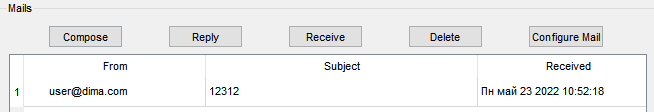 Mails
Compose Reply Receive Delete Configure Mail
From Subject Received
1 user@dima.com 12312 Пн май 23 2022 10:52:18